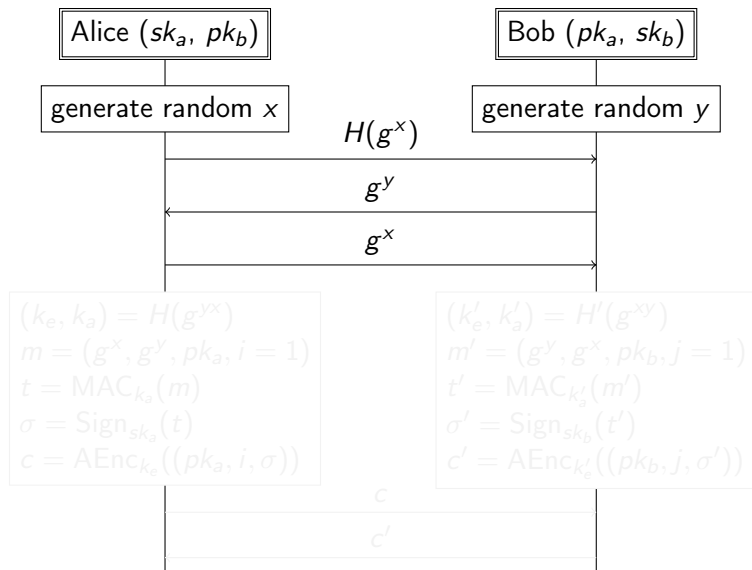 Alice (sk_a, pk_b)
Bob (pk_a, sk_b)
generate random x
generate random y
H(g^x)
g^y
g^x
(k_e, k_a) = H(g^{yx})
m = (g^x, g^y, pk_a, i = 1)
t = MAC_{k_a}(m)
σ = Sign_{sk_a}(t)
c = AEnc_{k_e}((pk_a, i, σ))
(k'_e, k'_a) = H'(g^{xy})
m' = (g^y, g^x, pk_b, j = 1)
t' = MAC_{k'_a}(m')
σ' = Sign_{sk_b}(t')
c' = AEnc_{k'_e}((pk_b, j, σ'))
c
c'